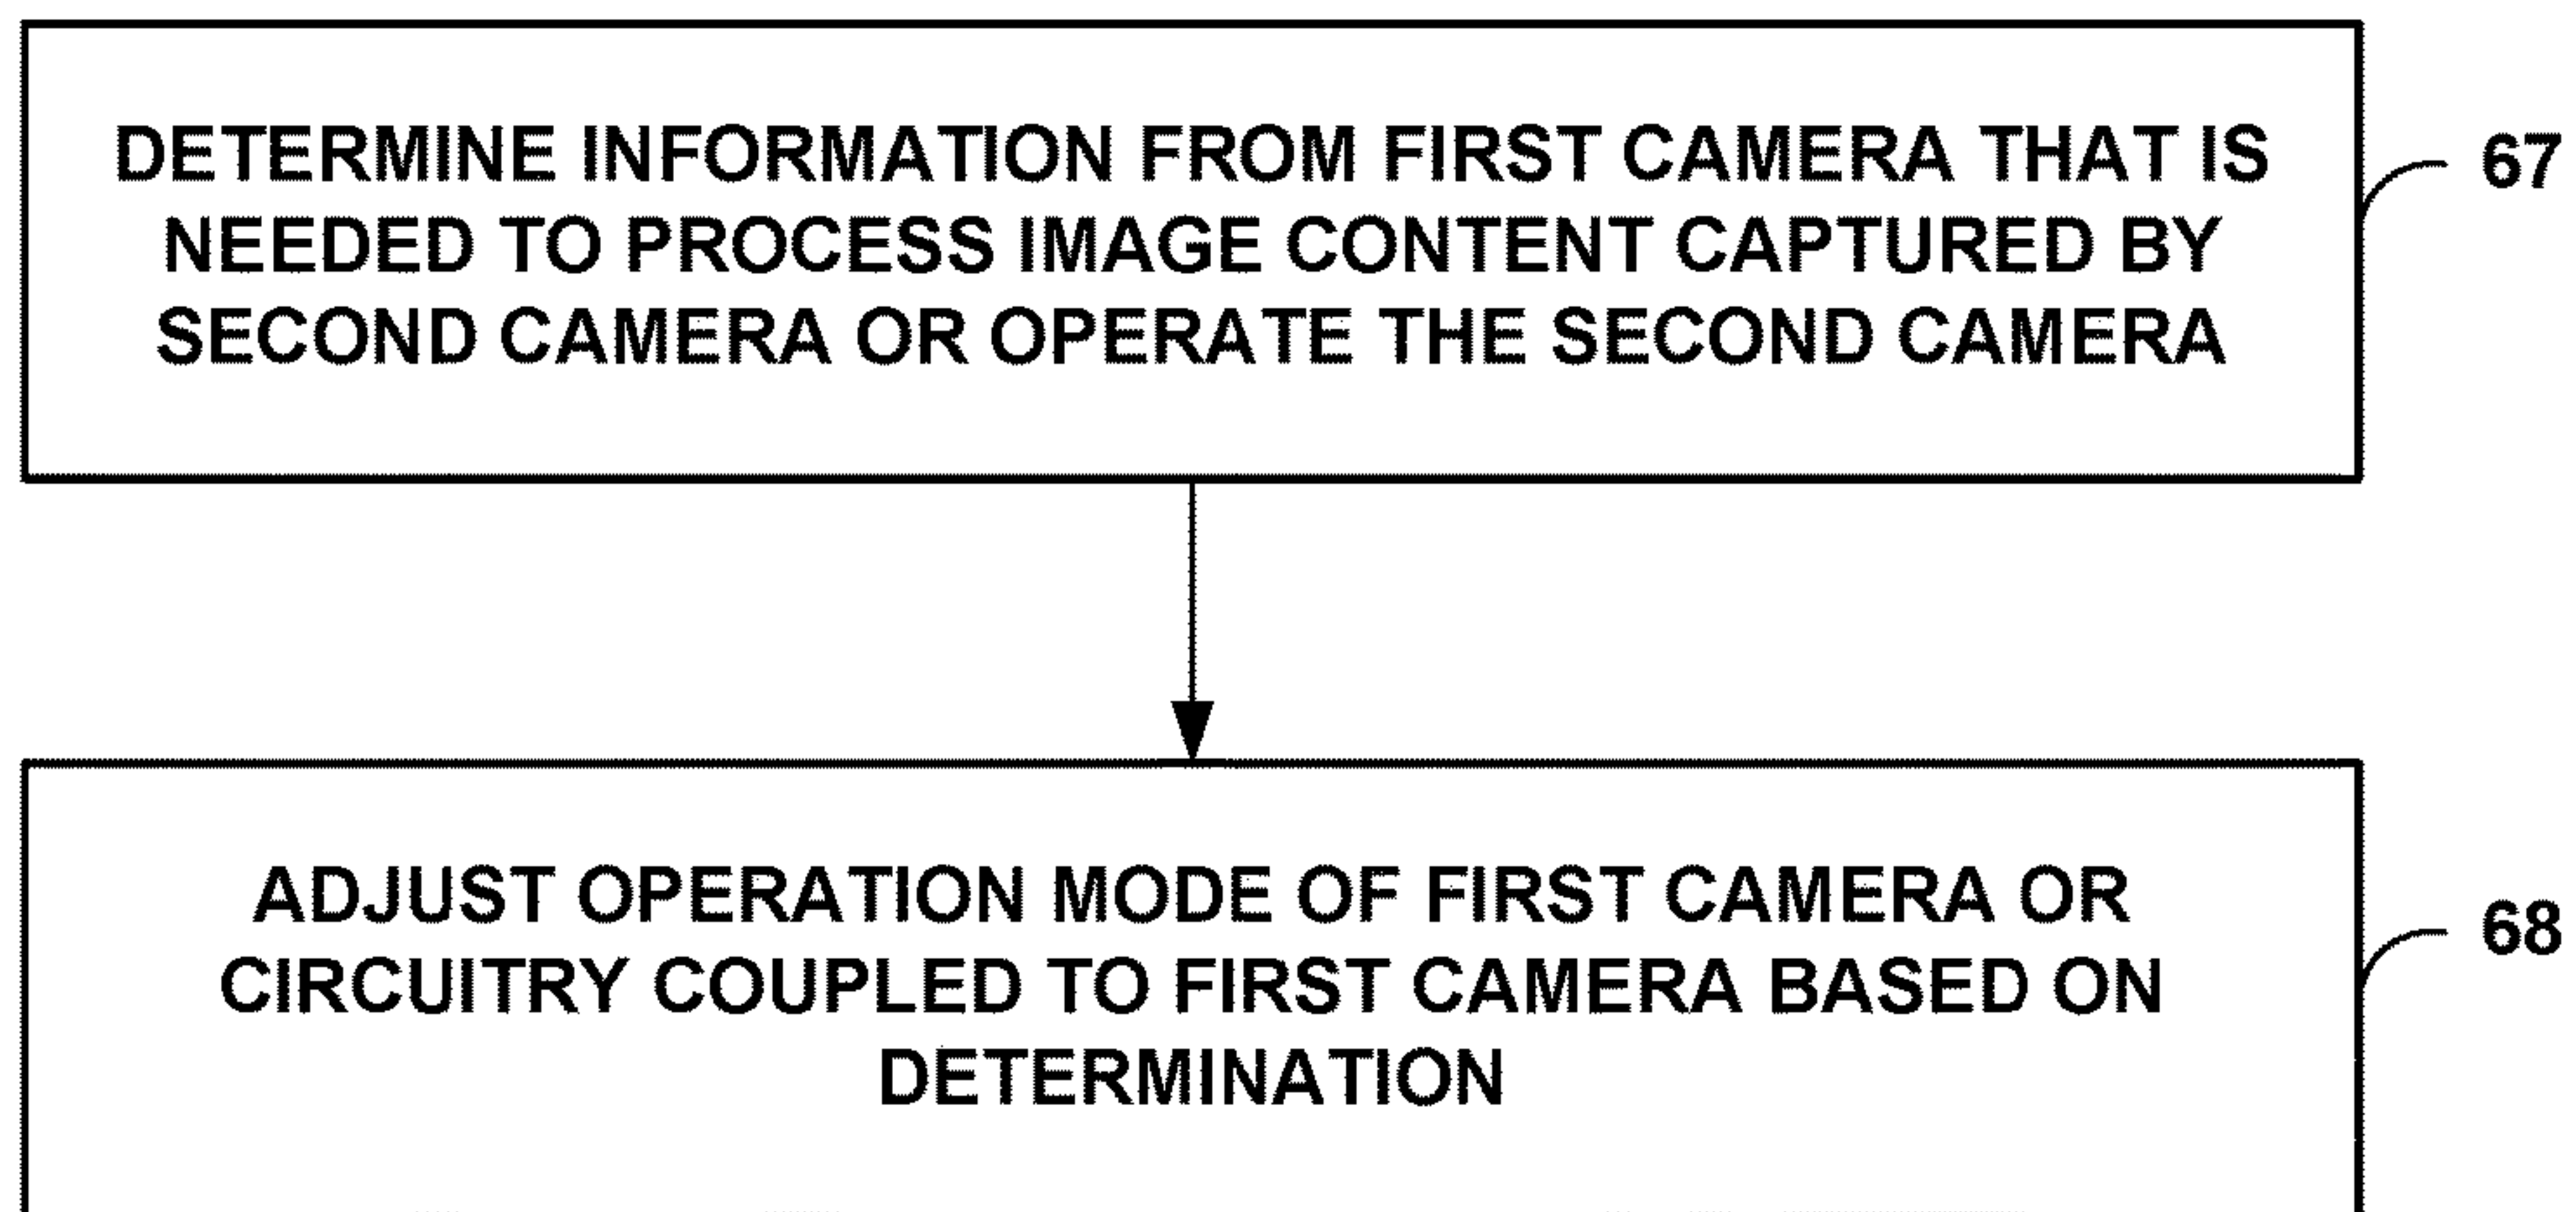 DETERMINE INFORMATION FROM FIRST CAMERA THAT IS
NEEDED TO PROCESS IMAGE CONTENT CAPTURED BY
SECOND CAMERA OR OPERATE THE SECOND CAMERA
67
ADJUST OPERATION MODE OF FIRST CAMERA OR
CIRCUITRY COUPLED TO FIRST CAMERA BASED ON
DETERMINATION
68